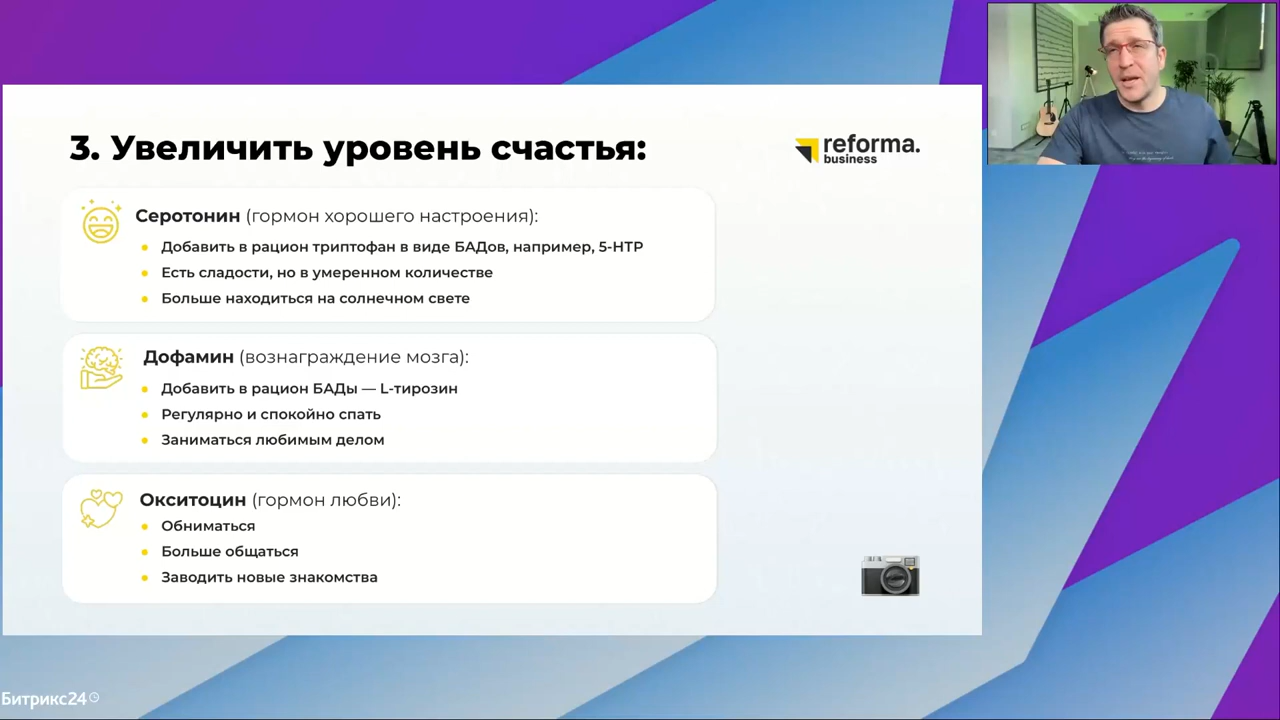 3. Увеличить уровень счастья:
reforma.
business
Серотонин (гормон хорошего настроения):
Добавить в рацион триптофан в виде БАДов, например, 5-HTP
Есть сладости, но в умеренном количестве
Больше находиться на солнечном свете
Дофамин (вознаграждение мозга):
Добавить в рацион БАДы — L-тирозин
Регулярно и спокойно спать
Заниматься любимым делом
Окситоцин (гормон любви):
Обниматься
Больше общаться
Заводить новые знакомства
Битрикс24